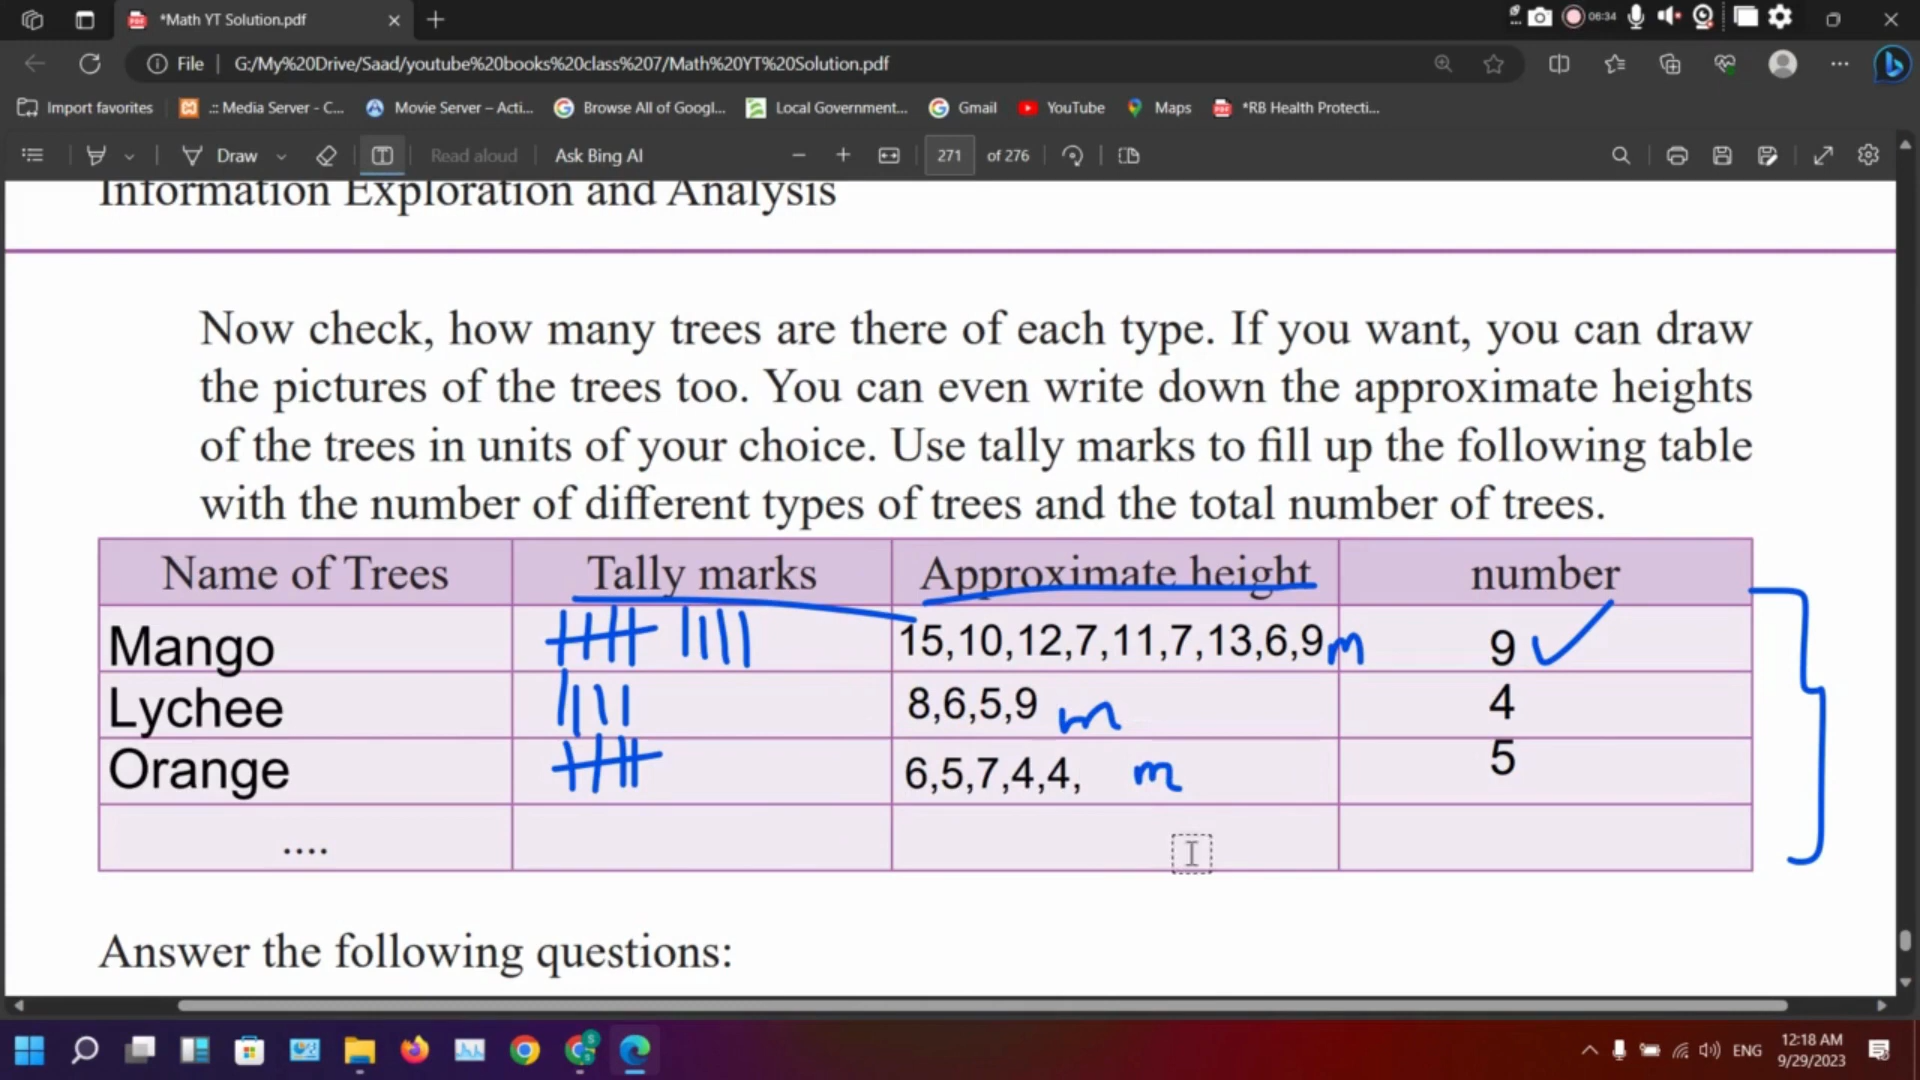 *Math YT Solution.pdf
06:34
File G:/My%20Drive/Saad/youtube%20books%20class%207/Math%20YT%20Solution.pdf
Import favorites .:: Media Server - C... Movie Server – Acti... Browse All of Googl... Local Government... Gmail YouTube Maps *RB Health Protecti...
Draw Read aloud Ask Bing AI 271 of 276
Information Exploration and Analysis
Now check, how many trees are there of each type. If you want, you can draw
the pictures of the trees too. You can even write down the approximate heights
of the trees in units of your choice. Use tally marks to fill up the following table
with the number of different types of trees and the total number of trees.
Name of Trees Tally marks Approximate height number
Mango 15,10,12,7,11,7,13,6,9 m 9
Lychee 8,6,5,9 m 4
Orange 6,5,7,4,4, m 5
....
Answer the following questions:
ENG 12:18 AM
9/29/2023